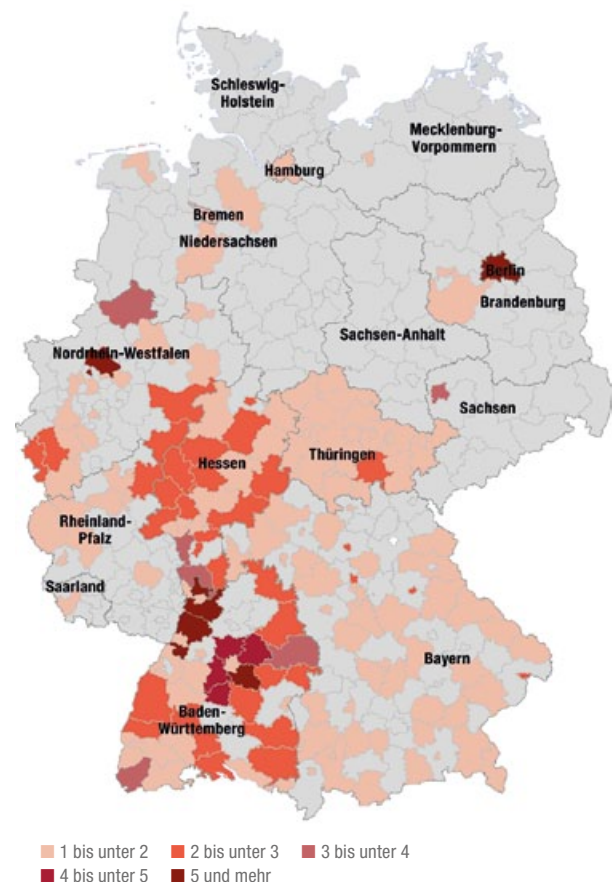 Schleswig-
Holstein
Mecklenburg-
Vorpommern
Hamburg
Bremen
Niedersachsen
Berlin
Brandenburg
Sachsen-Anhalt
Nordrhein-Westfalen
Sachsen
Thüringen
Hessen
Rheinland-
Pfalz
Saarland
Bayern
Baden-
Württemberg
1 bis unter 2 2 bis unter 3 3 bis unter 4
4 bis unter 5 5 und mehr